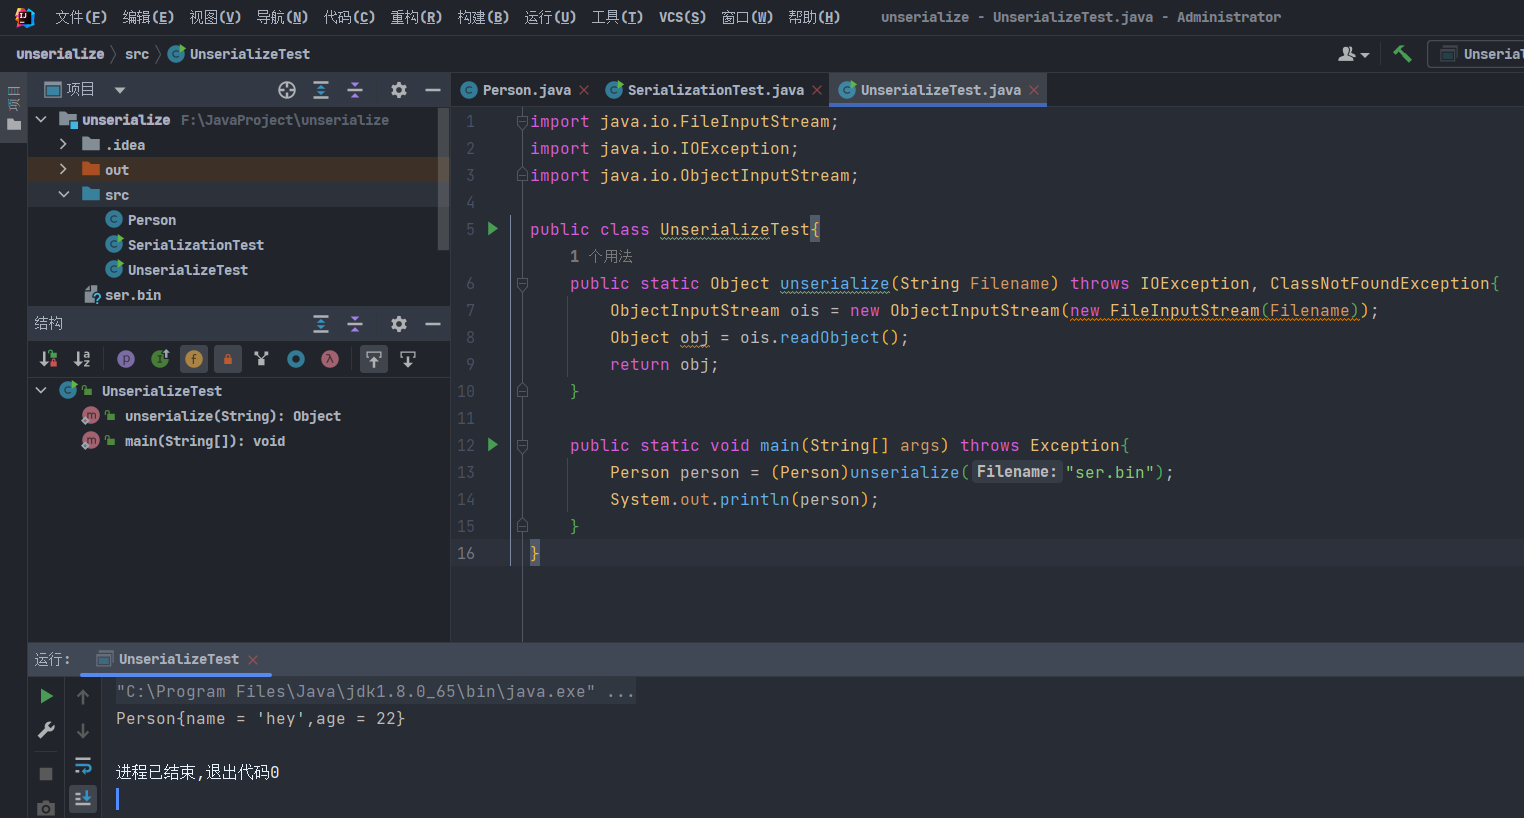 文件(F) 编辑(E) 视图(V) 导航(N) 代码(C) 重构(R) 构建(B) 运行(U) 工具(T) VCS(S) 窗口(W) 帮助(H) unserialize - UnserializeTest.java - Administrator
unserialize src UnserializeTest
项目
项目
unserialize F:\JavaProject\unserialize
.idea
out
src
Person
SerializationTest
UnserializeTest
ser.bin
结构
UnserializeTest
unserialize(String): Object
main(String[]): void
Person.java SerializationTest.java UnserializeTest.java
1 import java.io.FileInputStream;
2 import java.io.IOException;
3 import java.io.ObjectInputStream;
4
5 public class UnserializeTest{
1 个用法
6 public static Object unserialize(String Filename) throws IOException, ClassNotFoundException{
7 ObjectInputStream ois = new ObjectInputStream(new FileInputStream(Filename));
8 Object obj = ois.readObject();
9 return obj;
10 }
11
12 public static void main(String[] args) throws Exception{
13 Person person = (Person)unserialize( Filename: "ser.bin");
14 System.out.println(person);
15 }
16 }
运行: UnserializeTest
"C:\Program Files\Java\jdk1.8.0_65\bin\java.exe" ...
Person{name = 'hey',age = 22}
进程已结束,退出代码0